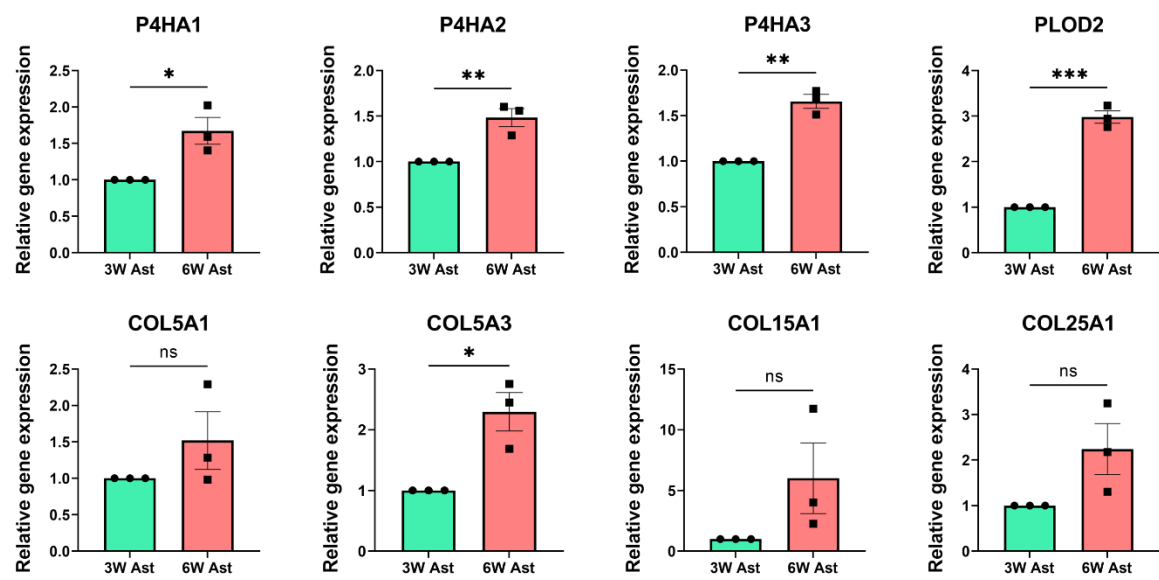 P4HA1
P4HA2
P4HA3
PLOD2
Relative gene expression
2.5
2.0
1.5
1.0
0.5
0.0
*
3W Ast
6W Ast
Relative gene expression
2.0
1.5
1.0
0.5
0.0
**
3W Ast
6W Ast
Relative gene expression
2.0
1.5
1.0
0.5
0.0
**
3W Ast
6W Ast
Relative gene expression
4
3
2
1
0
***
3W Ast
6W Ast
COL5A1
COL5A3
COL15A1
COL25A1
Relative gene expression
2.5
2.0
1.5
1.0
0.5
0.0
ns
3W Ast
6W Ast
Relative gene expression
3
2
1
0
*
3W Ast
6W Ast
Relative gene expression
15
10
5
0
ns
3W Ast
6W Ast
Relative gene expression
4
3
2
1
0
ns
3W Ast
6W Ast